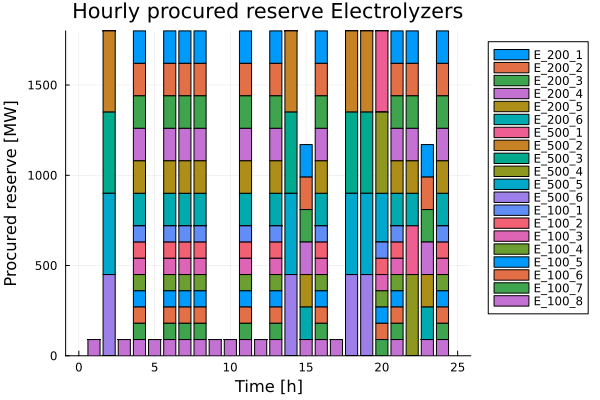 Hourly procured reserve Electrolyzers
Procured reserve [MW]
1500
1000
500
0
0 5 10 15 20 25
Time [h]
E_200_1
E_200_2
E_200_3
E_200_4
E_200_5
E_200_6
E_500_1
E_500_2
E_500_3
E_500_4
E_500_5
E_500_6
E_100_1
E_100_2
E_100_3
E_100_4
E_100_5
E_100_6
E_100_7
E_100_8